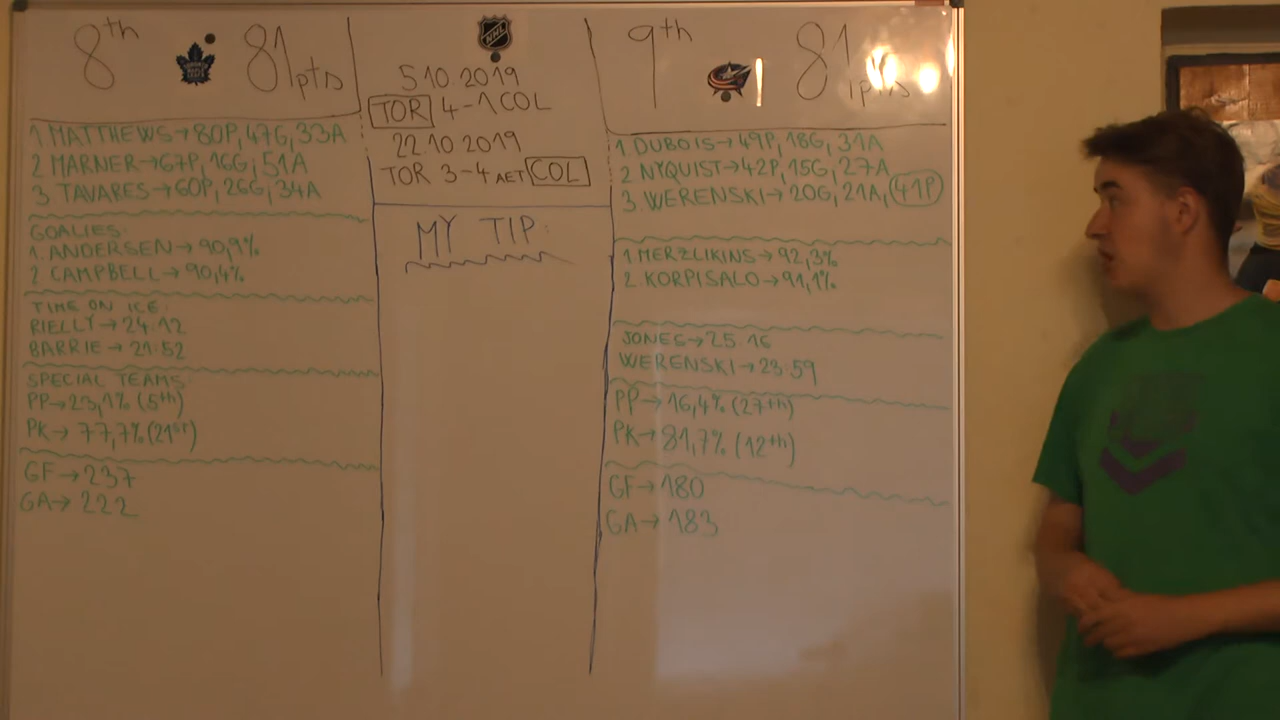 8th 81pts
1 MATTHEWS→80P, 47G, 33A
2 MARNER→67P, 16G, 51A
3 TAVARES→60P, 26G, 34A
GOALIES:
1. ANDERSEN→90,9%
2 CAMPBELL→90,4%
TIME ON ICE:
RIELLY→24:12
BARRIE→21:52
SPECIAL TEAMS:
PP→23,1% (5th)
PK→77,7% (21st)
GF→237
GA→222
NHL
5.10.2019
TOR 4-1 COL
22.10.2019
TOR 3-4 AET COL
MY TIP:
9th 81pts
1 DUBOIS→49P, 18G, 31A
2 NYQUIST→42P, 15G, 27A
3. WERENSKI→20G, 21A, 41P
1 MERZLIKINS→92,3%
2. KORPISALO→91,1%
JONES→25:16
WERENSKI→23:59
PP→16,4% (27th)
PK→81,7% (12th)
GF→180
GA→183